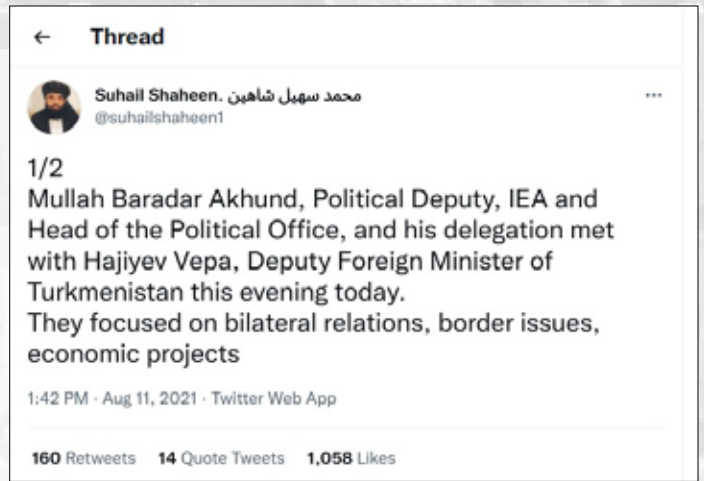 ← Thread
Suhail Shaheen. محمد سهیل شاهین
@suhailshaheen1
1/2
Mullah Baradar Akhund, Political Deputy, IEA and
Head of the Political Office, and his delegation met
with Hajiyev Vepa, Deputy Foreign Minister of
Turkmenistan this evening today.
They focused on bilateral relations, border issues,
economic projects
1:42 PM · Aug 11, 2021 · Twitter Web App
160 Retweets 14 Quote Tweets 1,058 Likes